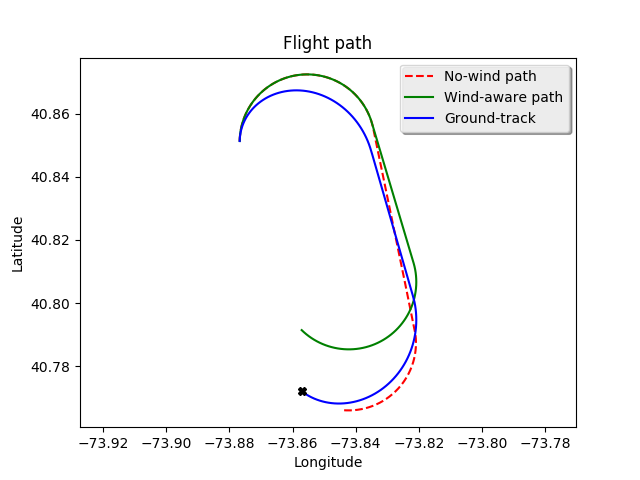 Flight path
No-wind path
Wind-aware path
Ground-track
Latitude
40.86
40.84
40.82
40.80
40.78
−73.92 −73.90 −73.88 −73.86 −73.84 −73.82 −73.80 −73.78
Longitude